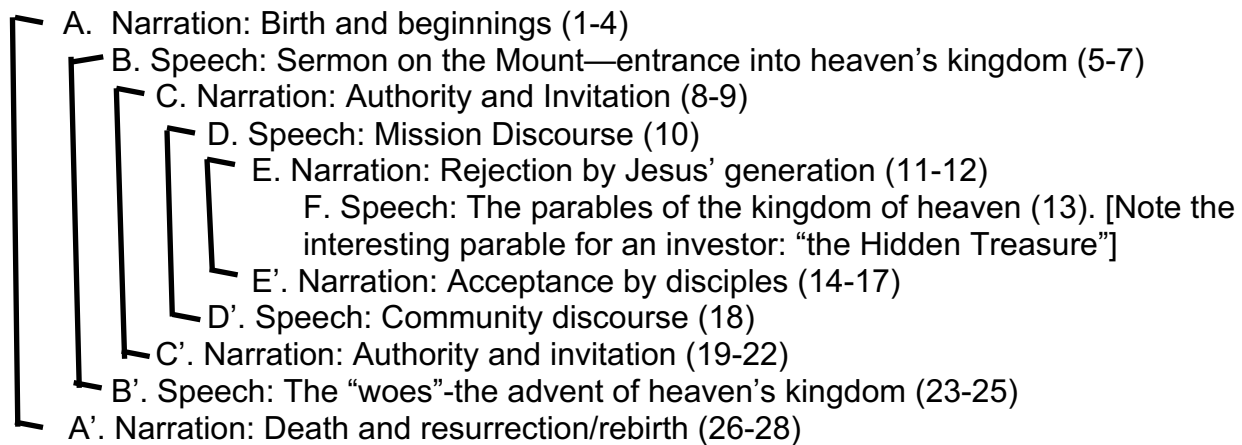 A. Narration: Birth and beginnings (1-4)
B. Speech: Sermon on the Mount—entrance into heaven’s kingdom (5-7)
C. Narration: Authority and Invitation (8-9)
D. Speech: Mission Discourse (10)
E. Narration: Rejection by Jesus’ generation (11-12)
F. Speech: The parables of the kingdom of heaven (13). [Note the
interesting parable for an investor: “the Hidden Treasure”]
E’. Narration: Acceptance by disciples (14-17)
D’. Speech: Community discourse (18)
C’. Narration: Authority and invitation (19-22)
B’. Speech: The “woes”-the advent of heaven’s kingdom (23-25)
A’. Narration: Death and resurrection/rebirth (26-28)